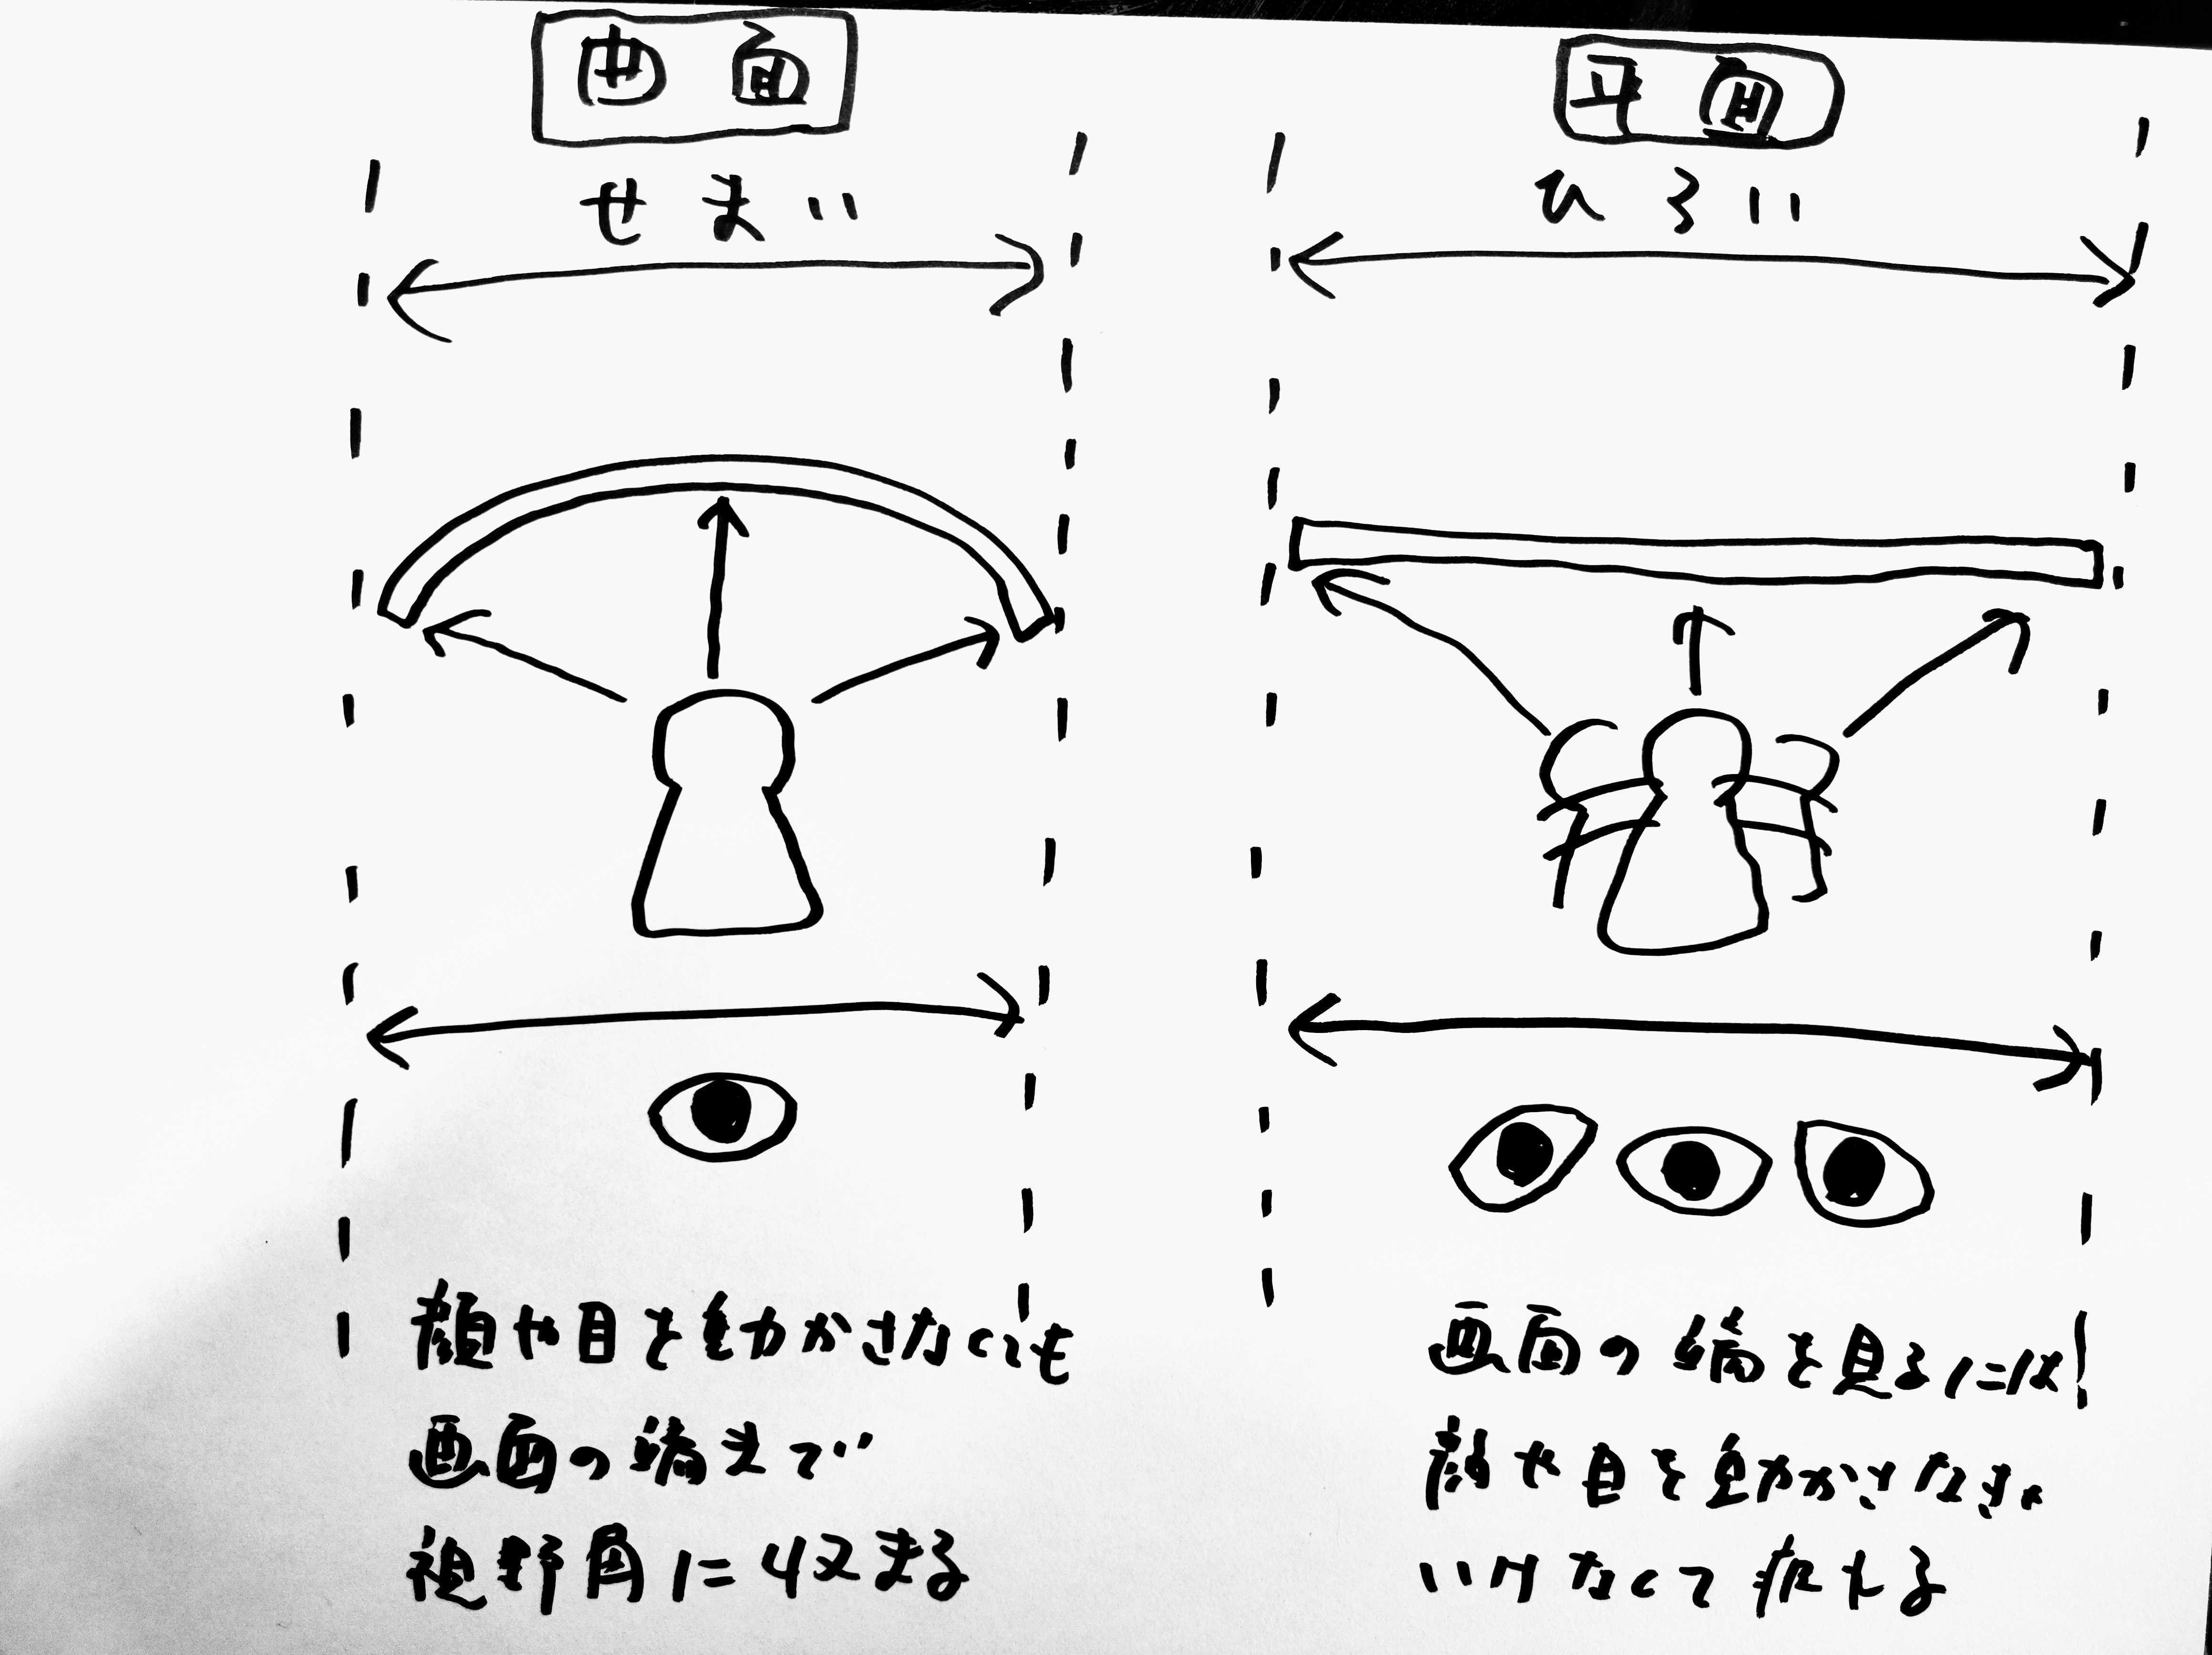 曲面
せまい
顔や目を動かさなくても
画面の端まで
視野角に収まる
平面
ひろい
画面の端を見るには
顔や目を動かさなきゃ
いけなくて疲れる